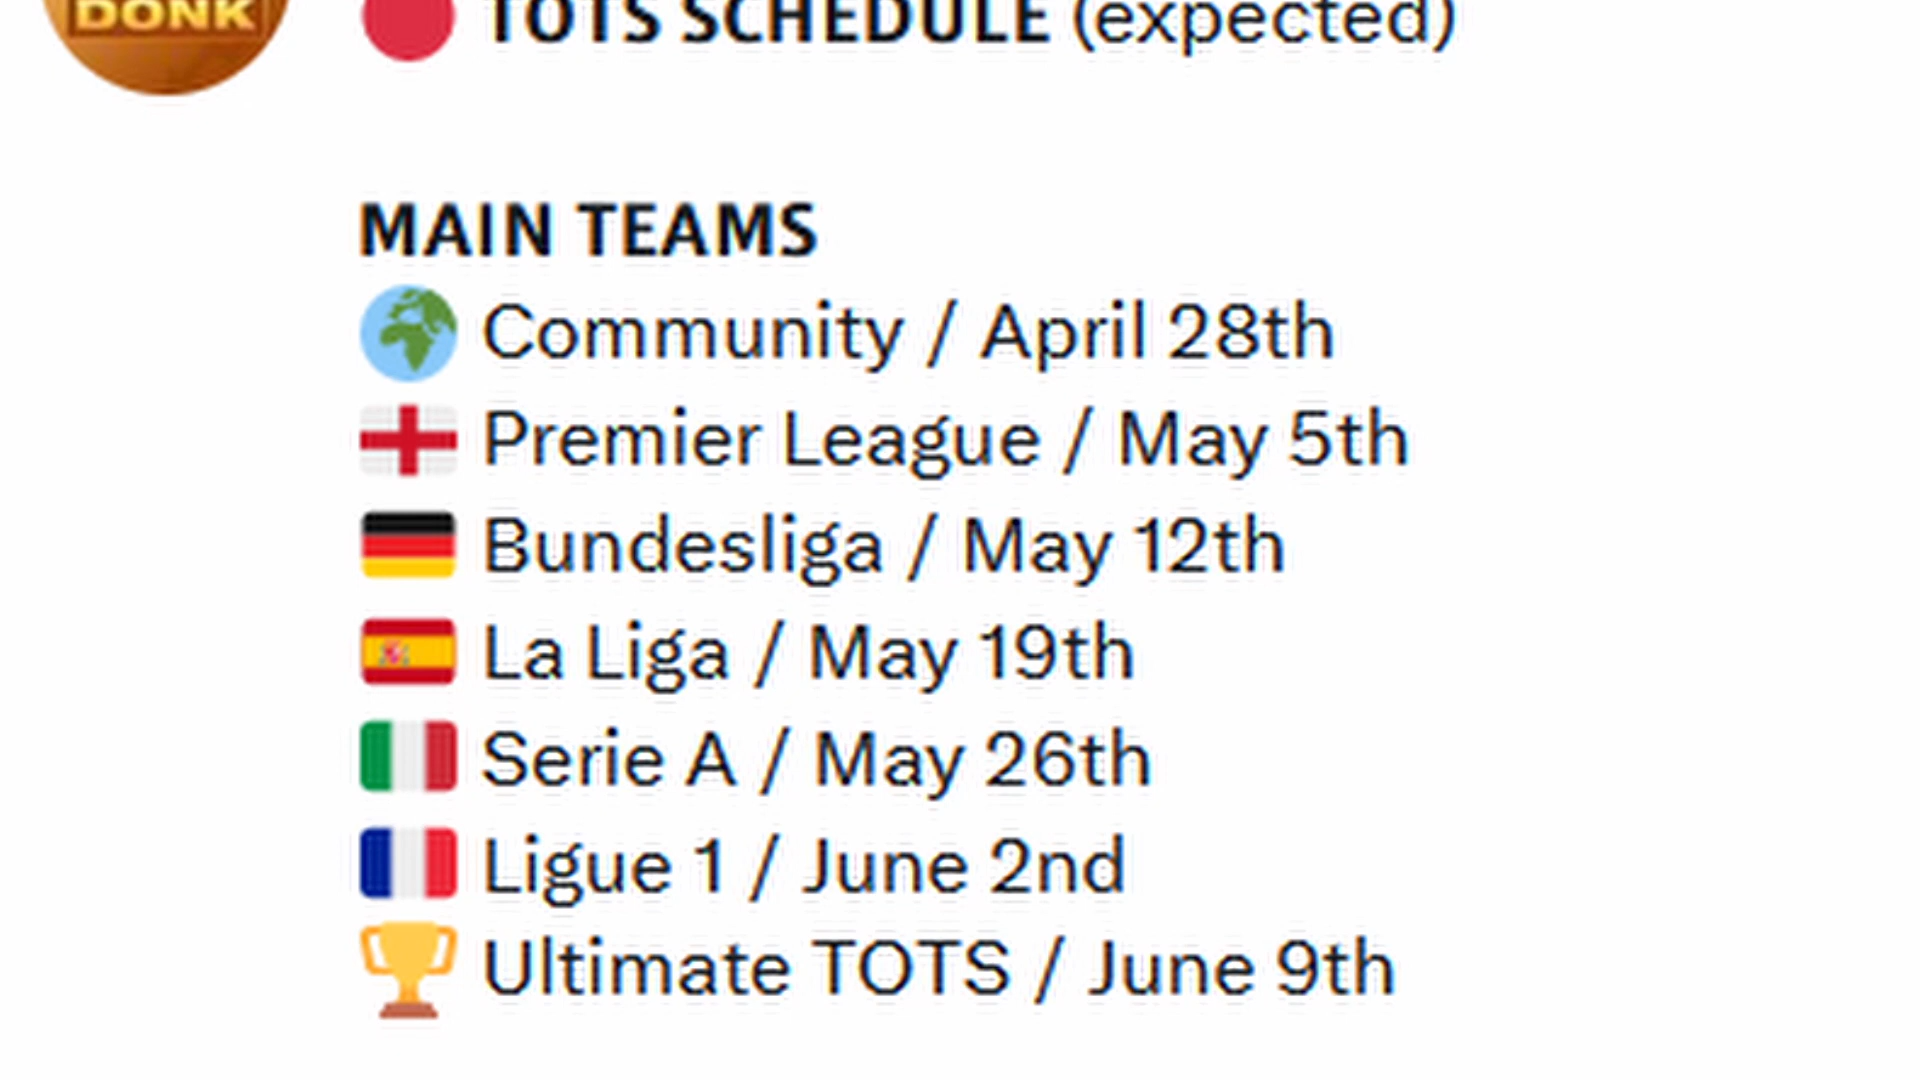 DONK
TOTS SCHEDULE (expected)
MAIN TEAMS
Community / April 28th
Premier League / May 5th
Bundesliga / May 12th
La Liga / May 19th
Serie A / May 26th
Ligue 1 / June 2nd
Ultimate TOTS / June 9th